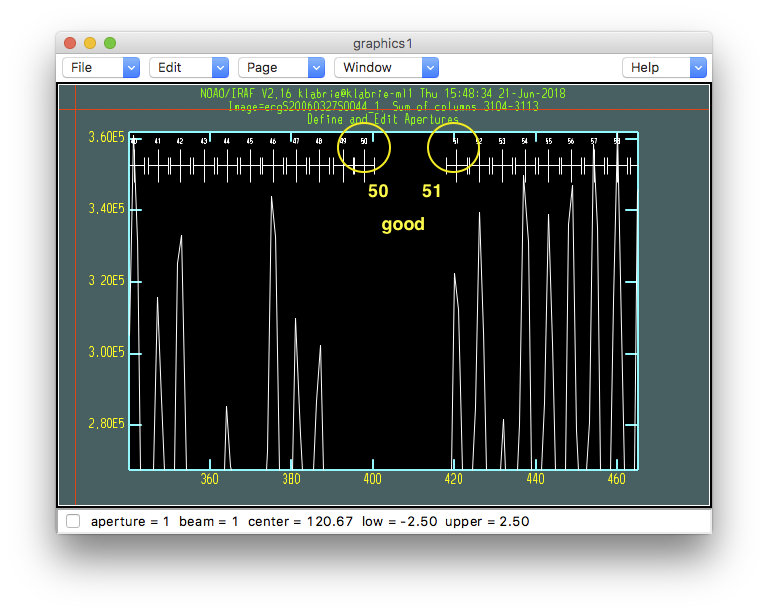 graphics1
File Edit Page Window Help
NOAO/IRAF V2.16 klabrie@klabrie-ml1 Thu 15:48:34 21-Jun-2018
Image=ergS20060327S0044_1, Sum of columns 3104-3113
Define and Edit Apertures
3.60E5
40 41 42 43 44 45 46 47 48 49 50 51 52 53 54 55 56 57 58
50 51
good
3.40E5
3.20E5
3.00E5
2.80E5
360 380 400 420 440 460
aperture = 1 beam = 1 center = 120.67 low = -2.50 upper = 2.50